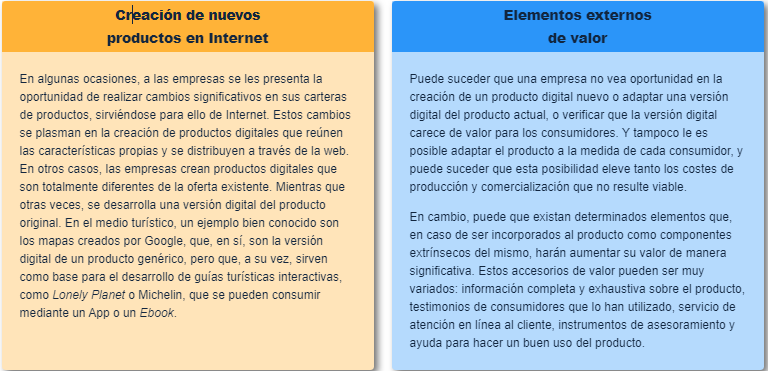 Creación de nuevos
productos en Internet
En algunas ocasiones, a las empresas se les presenta la
oportunidad de realizar cambios significativos en sus carteras
de productos, sirviéndose para ello de Internet. Estos cambios
se plasman en la creación de productos digitales que reúnen
las características propias y se distribuyen a través de la web.
En otros casos, las empresas crean productos digitales que
son totalmente diferentes de la oferta existente. Mientras que
otras veces, se desarrolla una versión digital del producto
original. En el medio turístico, un ejemplo bien conocido son
los mapas creados por Google, que, en sí, son la versión
digital de un producto genérico, pero que, a su vez, sirven
como base para el desarrollo de guías turísticas interactivas,
como Lonely Planet o Michelin, que se pueden consumir
mediante un App o un Ebook.
Elementos externos
de valor
Puede suceder que una empresa no vea oportunidad en la
creación de un producto digital nuevo o adaptar una versión
digital del producto actual, o verificar que la versión digital
carece de valor para los consumidores. Y tampoco le es
posible adaptar el producto a la medida de cada consumidor, y
puede suceder que esta posibilidad eleve tanto los costes de
producción y comercialización que no resulte viable.
En cambio, puede que existan determinados elementos que,
en caso de ser incorporados al producto como componentes
extrínsecos del mismo, harán aumentar su valor de manera
significativa. Estos accesorios de valor pueden ser muy
variados: información completa y exhaustiva sobre el producto,
testimonios de consumidores que lo han utilizado, servicio de
atención en línea al cliente, instrumentos de asesoramiento y
ayuda para hacer un buen uso del producto.